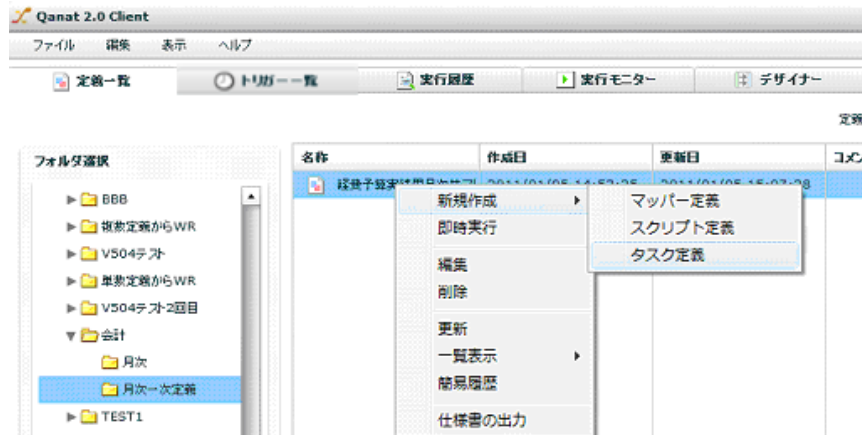 Qanat 2.0 Client
ファイル 編集 表示 ヘルプ
定義一覧 トリガー一覧 実行履歴 実行モニター デザイナー
フォルダ選択
名称 作成日 更新日
BBB
複数定義からWR
V504テスト
単数定義からWR
V504テスト2回目
会計
月次
月次一次定義
TEST1
新規作成
即時実行
編集
削除
更新
一覧表示
簡易履歴
仕様書の出力
マッパー定義
スクリプト定義
タスク定義